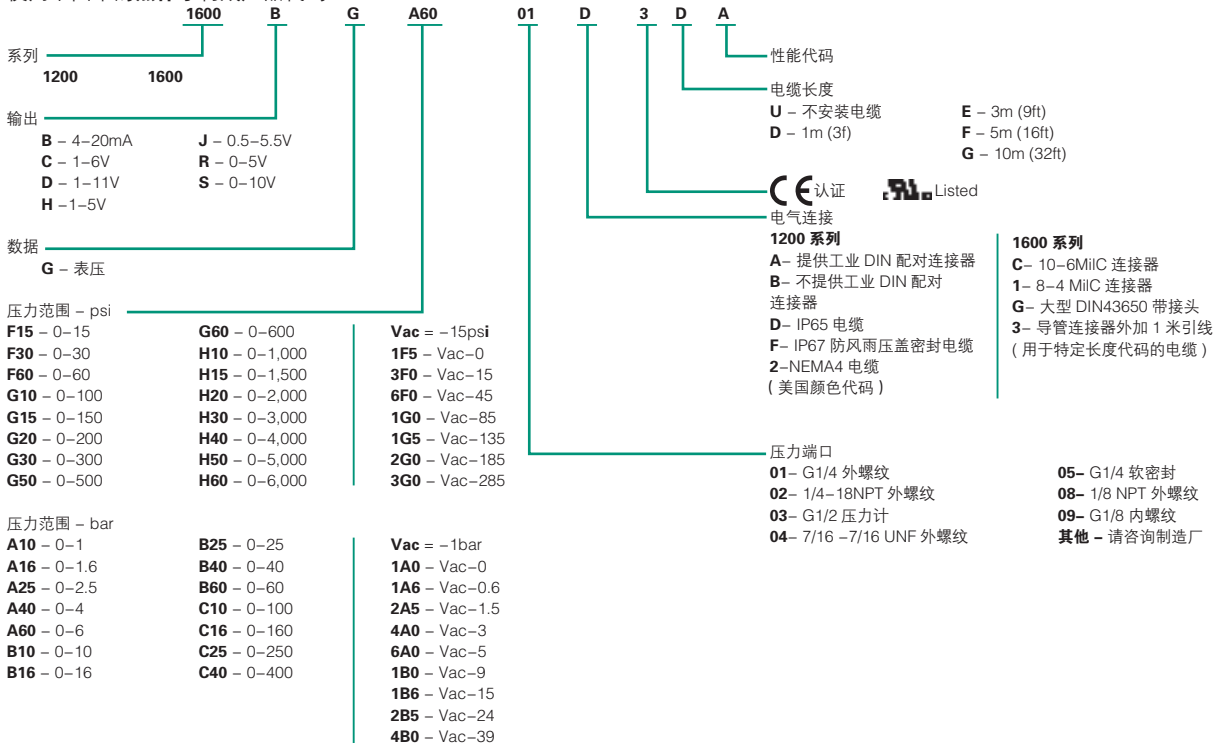 1600 B G A60 01 D 3 D A
系列
1200 1600
输出
B – 4–20mA J – 0.5–5.5V
C – 1–6V R – 0–5V
D – 1–11V S – 0–10V
H –1–5V
数据
G – 表压
压力范围 – psi
F15 – 0–15 G60 – 0–600 Vac = –15psi
F30 – 0–30 H10 – 0–1,000 1F5 – Vac–0
F60 – 0–60 H15 – 0–1,500 3F0 – Vac–15
G10 – 0–100 H20 – 0–2,000 6F0 – Vac–45
G15 – 0–150 H30 – 0–3,000 1G0 – Vac–85
G20 – 0–200 H40 – 0–4,000 1G5 – Vac–135
G30 – 0–300 H50 – 0–5,000 2G0 – Vac–185
G50 – 0–500 H60 – 0–6,000 3G0 – Vac–285
压力范围 – bar
A10 – 0–1 B25 – 0–25 Vac = –1bar
A16 – 0–1.6 B40 – 0–40 1A0 – Vac–0
A25 – 0–2.5 B60 – 0–60 1A6 – Vac–0.6
A40 – 0–4 C10 – 0–100 2A5 – Vac–1.5
A60 – 0–6 C16 – 0–160 4A0 – Vac–3
B10 – 0–10 C25 – 0–250 6A0 – Vac–5
B16 – 0–16 C40 – 0–400 1B0 – Vac–9
1B6 – Vac–15
2B5 – Vac–24
4B0 – Vac–39
性能代码
电缆长度
U – 不安装电缆 E – 3m (9ft)
D – 1m (3f) F – 5m (16ft)
G – 10m (32ft)
CE认证 Listed
电气连接
1200 系列
A– 提供工业 DIN 配对连接器
B– 不提供工业 DIN 配对
连接器
D– IP65 电缆
F– IP67 防风雨压盖密封电缆
2–NEMA4 电缆
( 美国颜色代码 )
1600 系列
C– 10–6MilC 连接器
1– 8–4 MilC 连接器
G– 大型 DIN43650 带接头
3– 导管连接器外加 1 米引线
( 用于特定长度代码的电缆 )
压力端口
01– G1/4 外螺纹 05– G1/4 软密封
02– 1/4–18NPT 外螺纹 08– 1/8 NPT 外螺纹
03– G1/2 压力计 09– G1/8 内螺纹
04– 7/16 –7/16 UNF 外螺纹 其他 – 请咨询制造厂